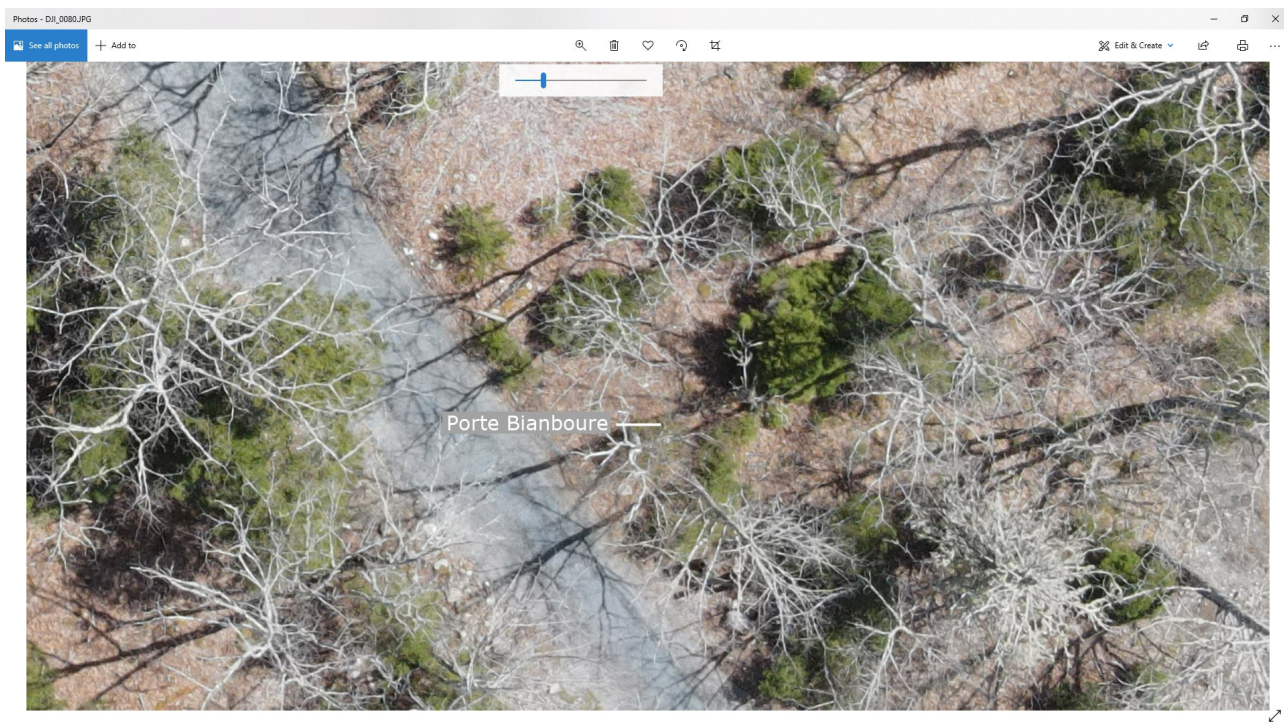 Photos - DJI_0080.JPG
See all photos
Add to
Edit & Create
Porte Bianboure